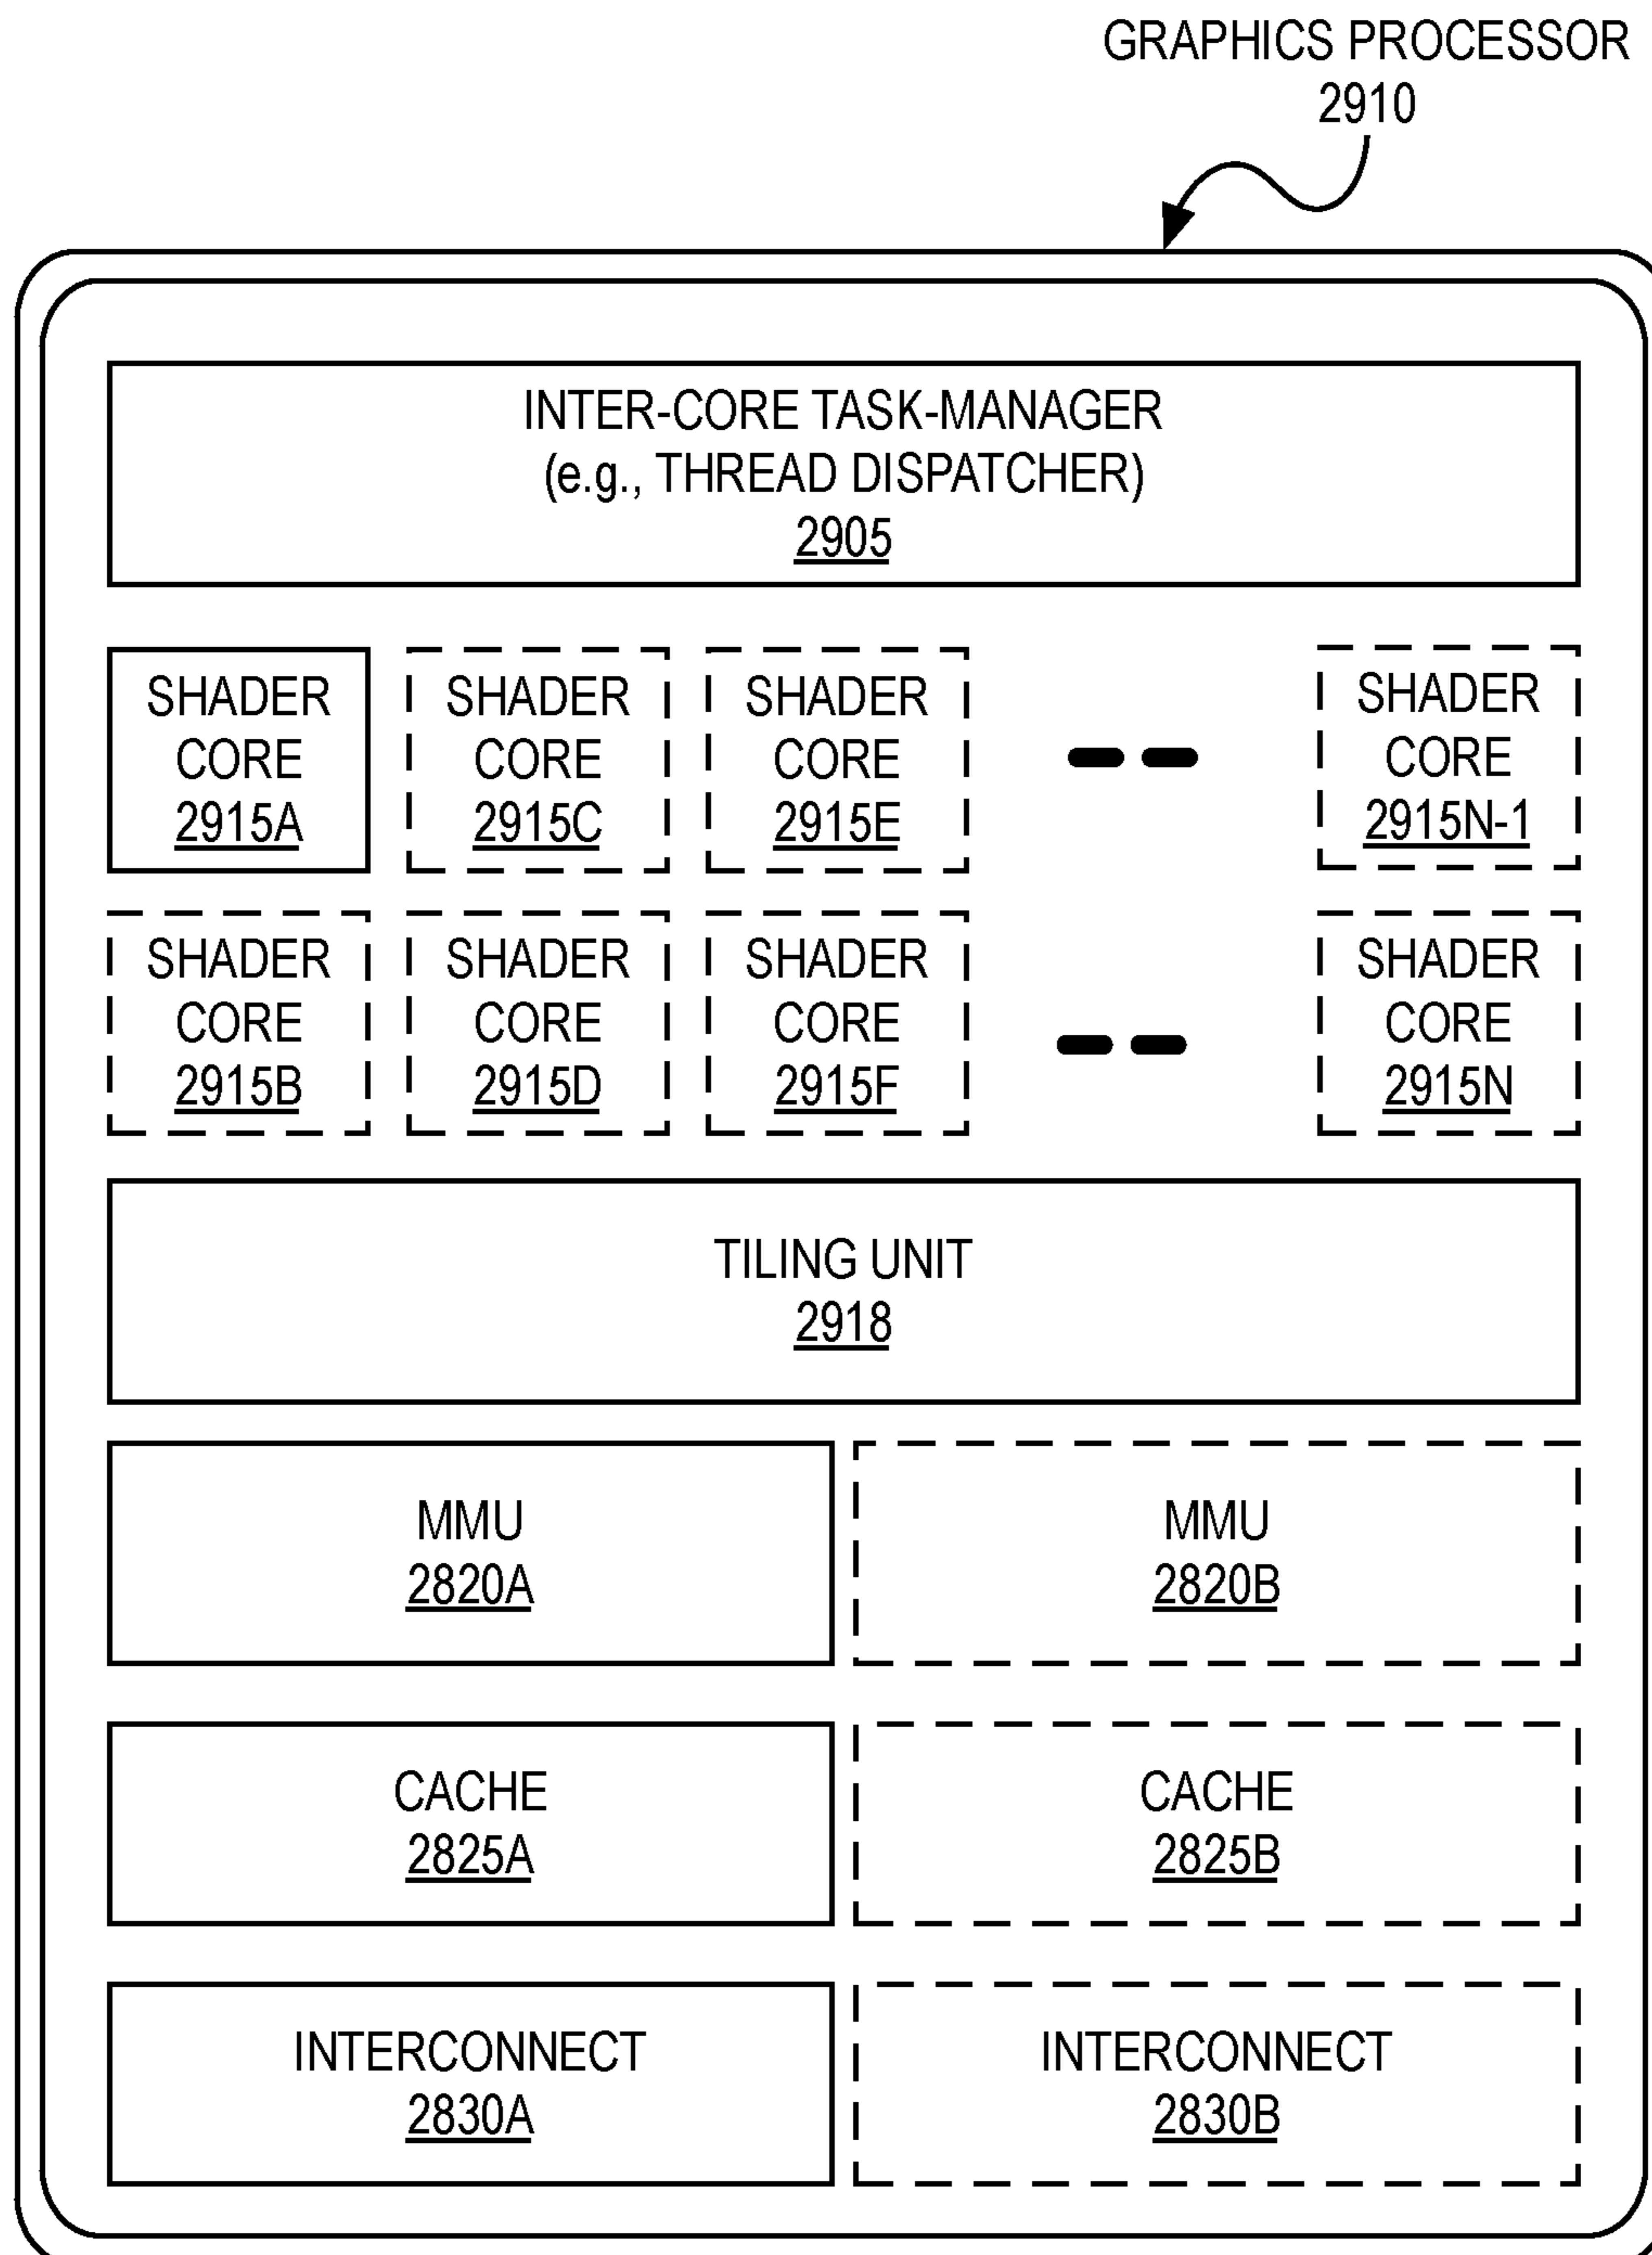 GRAPHICS PROCESSOR
2910
INTER-CORE TASK-MANAGER
(e.g., THREAD DISPATCHER)
2905
SHADER
CORE
2915A
SHADER
CORE
2915C
SHADER
CORE
2915E
SHADER
CORE
2915N-1
SHADER
CORE
2915B
SHADER
CORE
2915D
SHADER
CORE
2915F
SHADER
CORE
2915N
TILING UNIT
2918
MMU
2820A
MMU
2820B
CACHE
2825A
CACHE
2825B
INTERCONNECT
2830A
INTERCONNECT
2830B